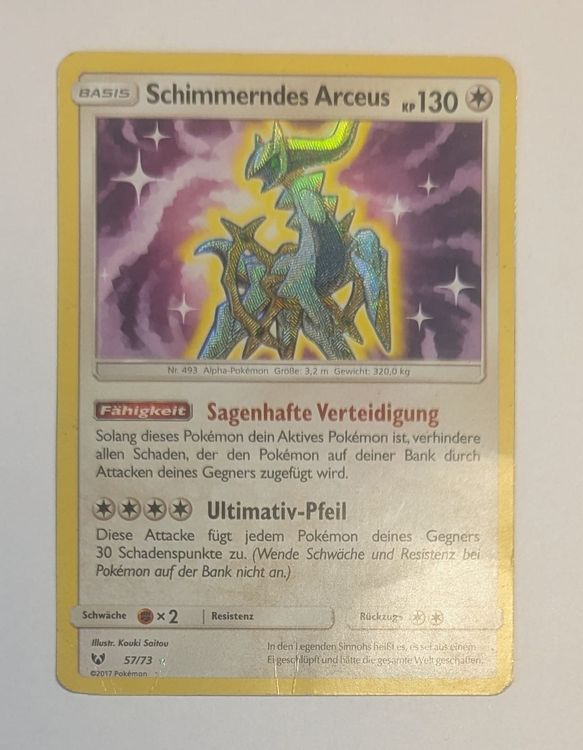 BASIS Schimmerndes Arceus KP130
Nr. 493 Alpha-Pokémon Größe: 3,2 m Gewicht: 320,0 kg
Fähigkeit Sagenhafte Verteidigung
Solang dieses Pokémon dein Aktives Pokémon ist, verhindere
allen Schaden, der den Pokémon auf deiner Bank durch
Attacken deines Gegners zugefügt wird.
Ultimativ-Pfeil
Diese Attacke fügt jedem Pokémon deines Gegners
30 Schadenspunkte zu. (Wende Schwäche und Resistenz bei
Pokémon auf der Bank nicht an.)
Schwäche ×2 Resistenz Rückzug
Illustr. Kouki Saitou
57/73
©2017 Pokémon
In den Legenden Sinnohs heißt es, es sei aus einem
Ei geschlüpft und hätte die gesamte Welt geschaffen.